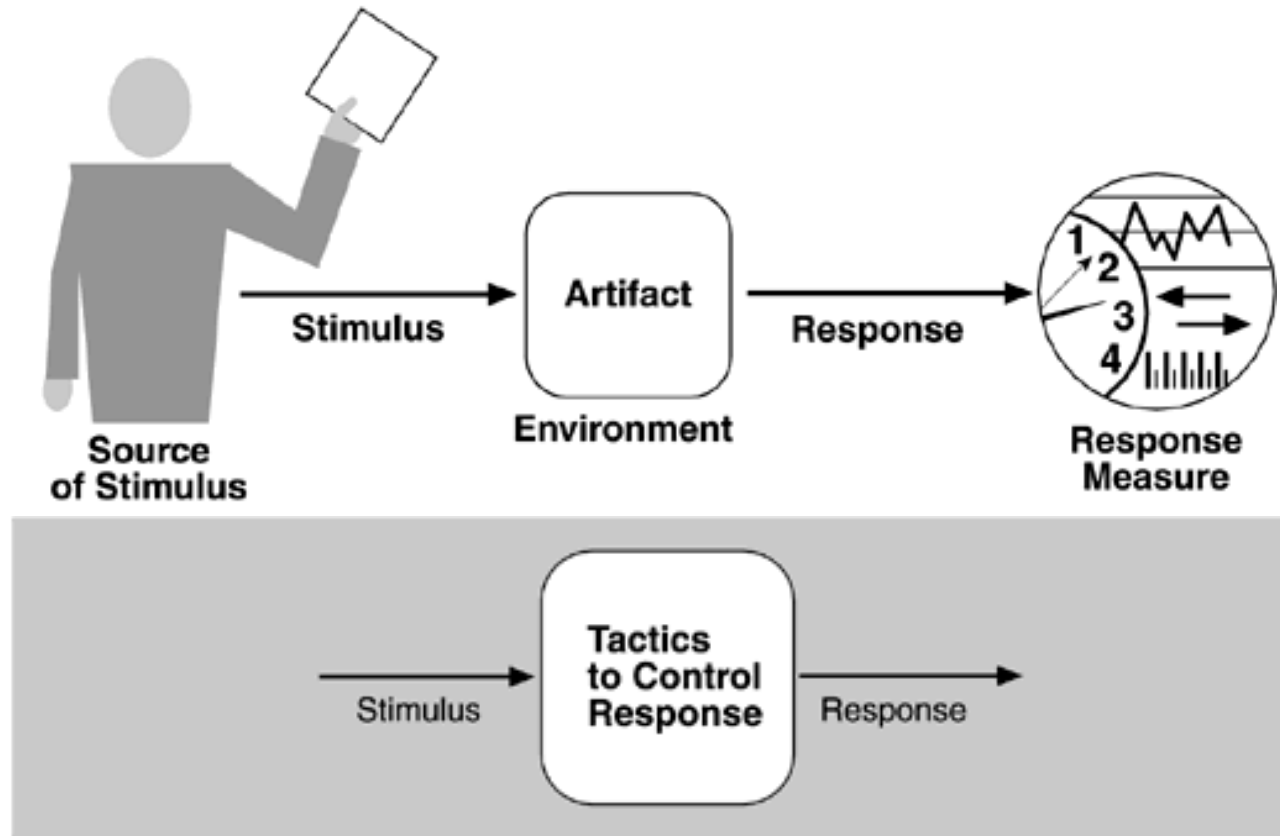 1
2
3
4
Artifact
Stimulus
Response
Environment
Source
of Stimulus
Response
Measure
Tactics
to Control
Response
Stimulus
Response